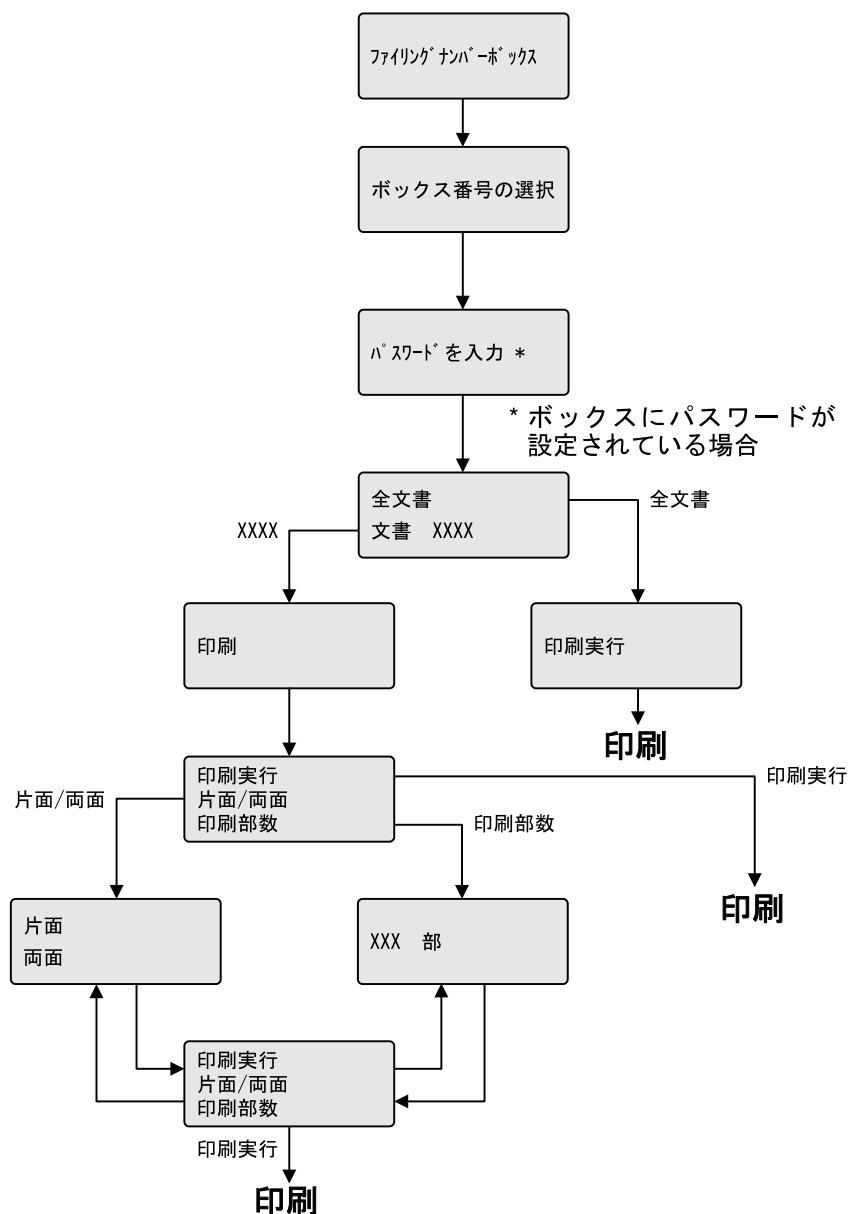 ﾌｧｲﾘﾝｸﾞﾅﾝﾊﾞｰﾎﾞｯｸｽ
ボックス番号の選択
ﾊﾟｽﾜｰﾄﾞを入力 *
* ボックスにパスワードが
設定されている場合
全文書
文書 XXXX
XXXX
全文書
印刷
印刷実行
印刷
印刷実行
片面/両面
印刷部数
片面/両面
印刷部数
印刷実行
印刷
片面
両面
XXX 部
印刷実行
片面/両面
印刷部数
印刷実行
印刷